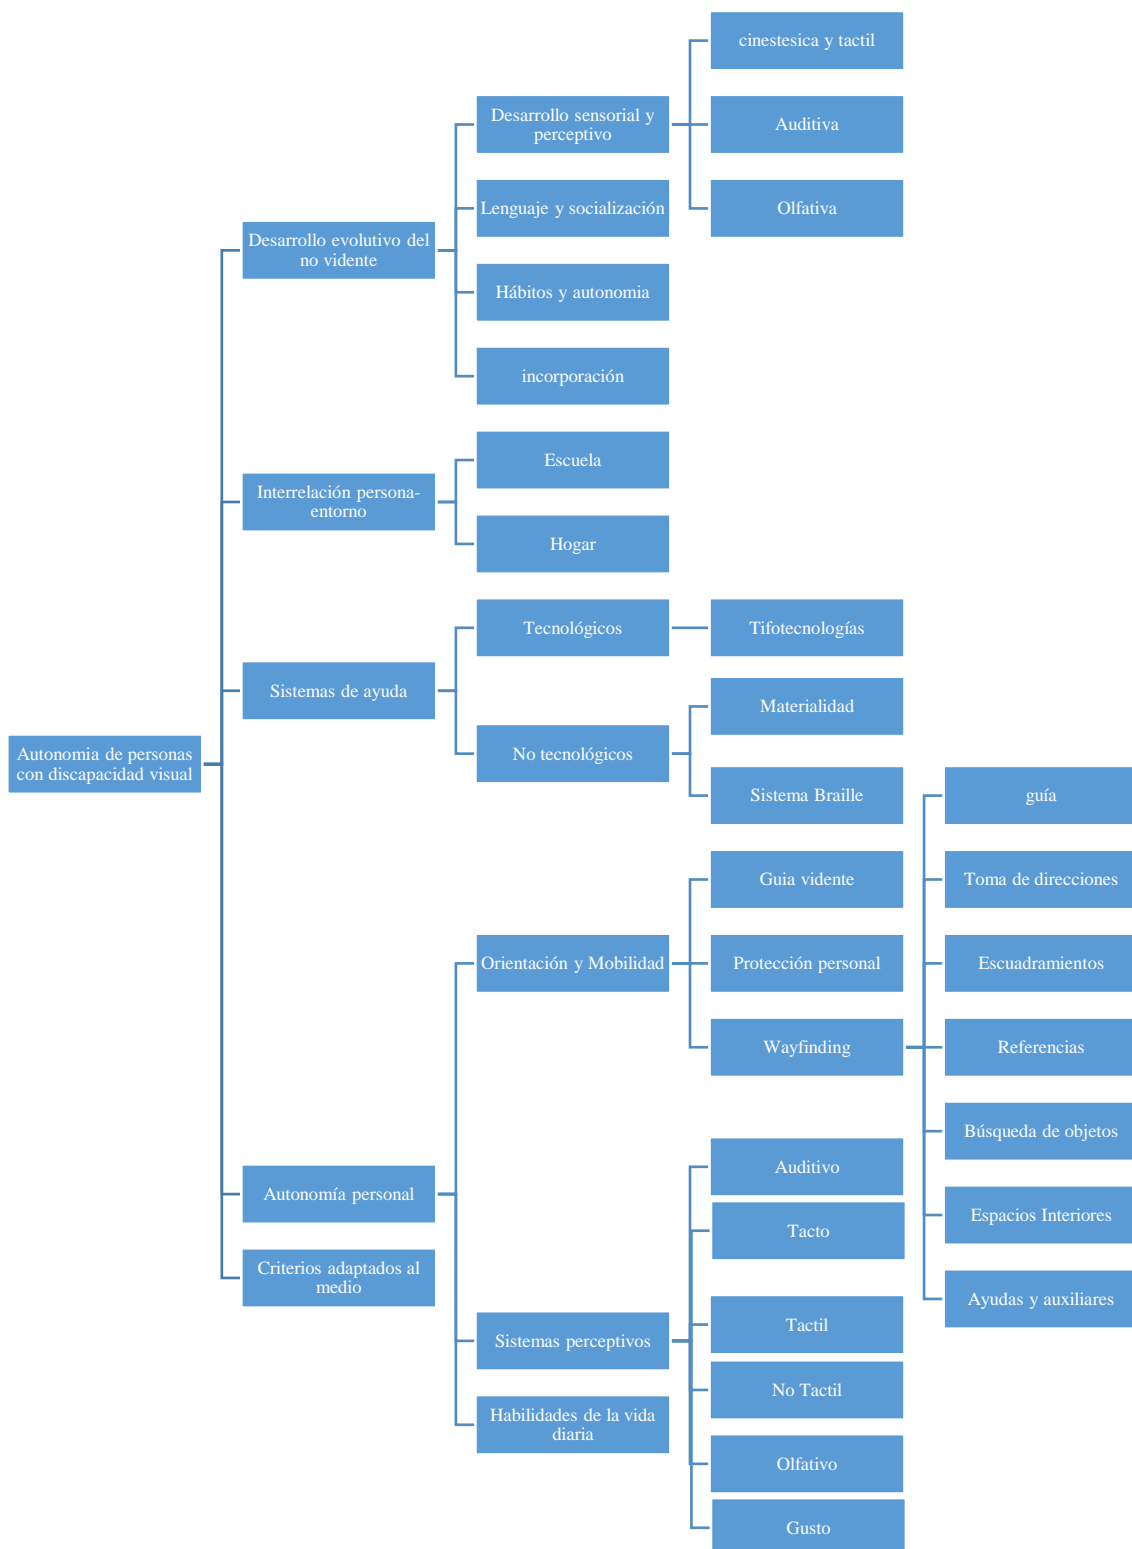 Autonomia de personas
con discapacidad visual
Desarrollo evolutivo del
no vidente
Desarrollo sensorial y
perceptivo
cinestesica y tactil
Auditiva
Olfativa
Lenguaje y socialización
Hábitos y autonomia
incorporación
Interrelación persona-
entorno
Escuela
Hogar
Sistemas de ayuda
Tecnológicos
Tifotecnologías
No tecnológicos
Materialidad
Sistema Braille
Autonomía personal
Orientación y Mobilidad
Guia vidente
Protección personal
Wayfinding
guía
Toma de direcciones
Escuadramientos
Referencias
Búsqueda de objetos
Espacios Interiores
Ayudas y auxiliares
Sistemas perceptivos
Auditivo
Tacto
Tactil
No Tactil
Olfativo
Gusto
Habilidades de la vida
diaria
Criterios adaptados al
medio